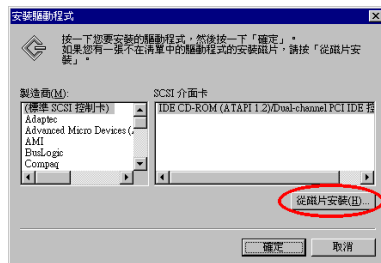 安裝驅動程式
按一下您要安裝的驅動程式，然後按一下「確定」。
如果您有一張不在清單中的驅動程式的安裝磁片，請按「從磁片安
裝」。
製造商(M):
SCSI 介面卡
(標準 SCSI 控制卡)
Adaptec
Advanced Micro Devices (
AMI
BusLogic
Compaq
IDE CD-ROM (ATAPI 1.2)/Dual-channel PCI IDE 控
從磁片安裝(H)...
確定
取消